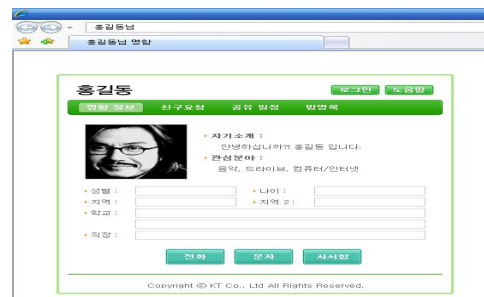 홍길동님
홍길동님 명함
홍길동
로그인 도움말
명함 정보 친구요청 공유 일정 방명록
• 자기소개 :
안녕하십니까?! 홍길동 입니다.
• 관심분야 :
음악, 드라이브, 컴퓨터/인터넷
• 성별 : • 나이 :
• 지역 : • 지역 2 :
• 학교 :
• 직장 :
전화 문자 사서함
Copyright © KT Co., Ltd All Rights Reserved.